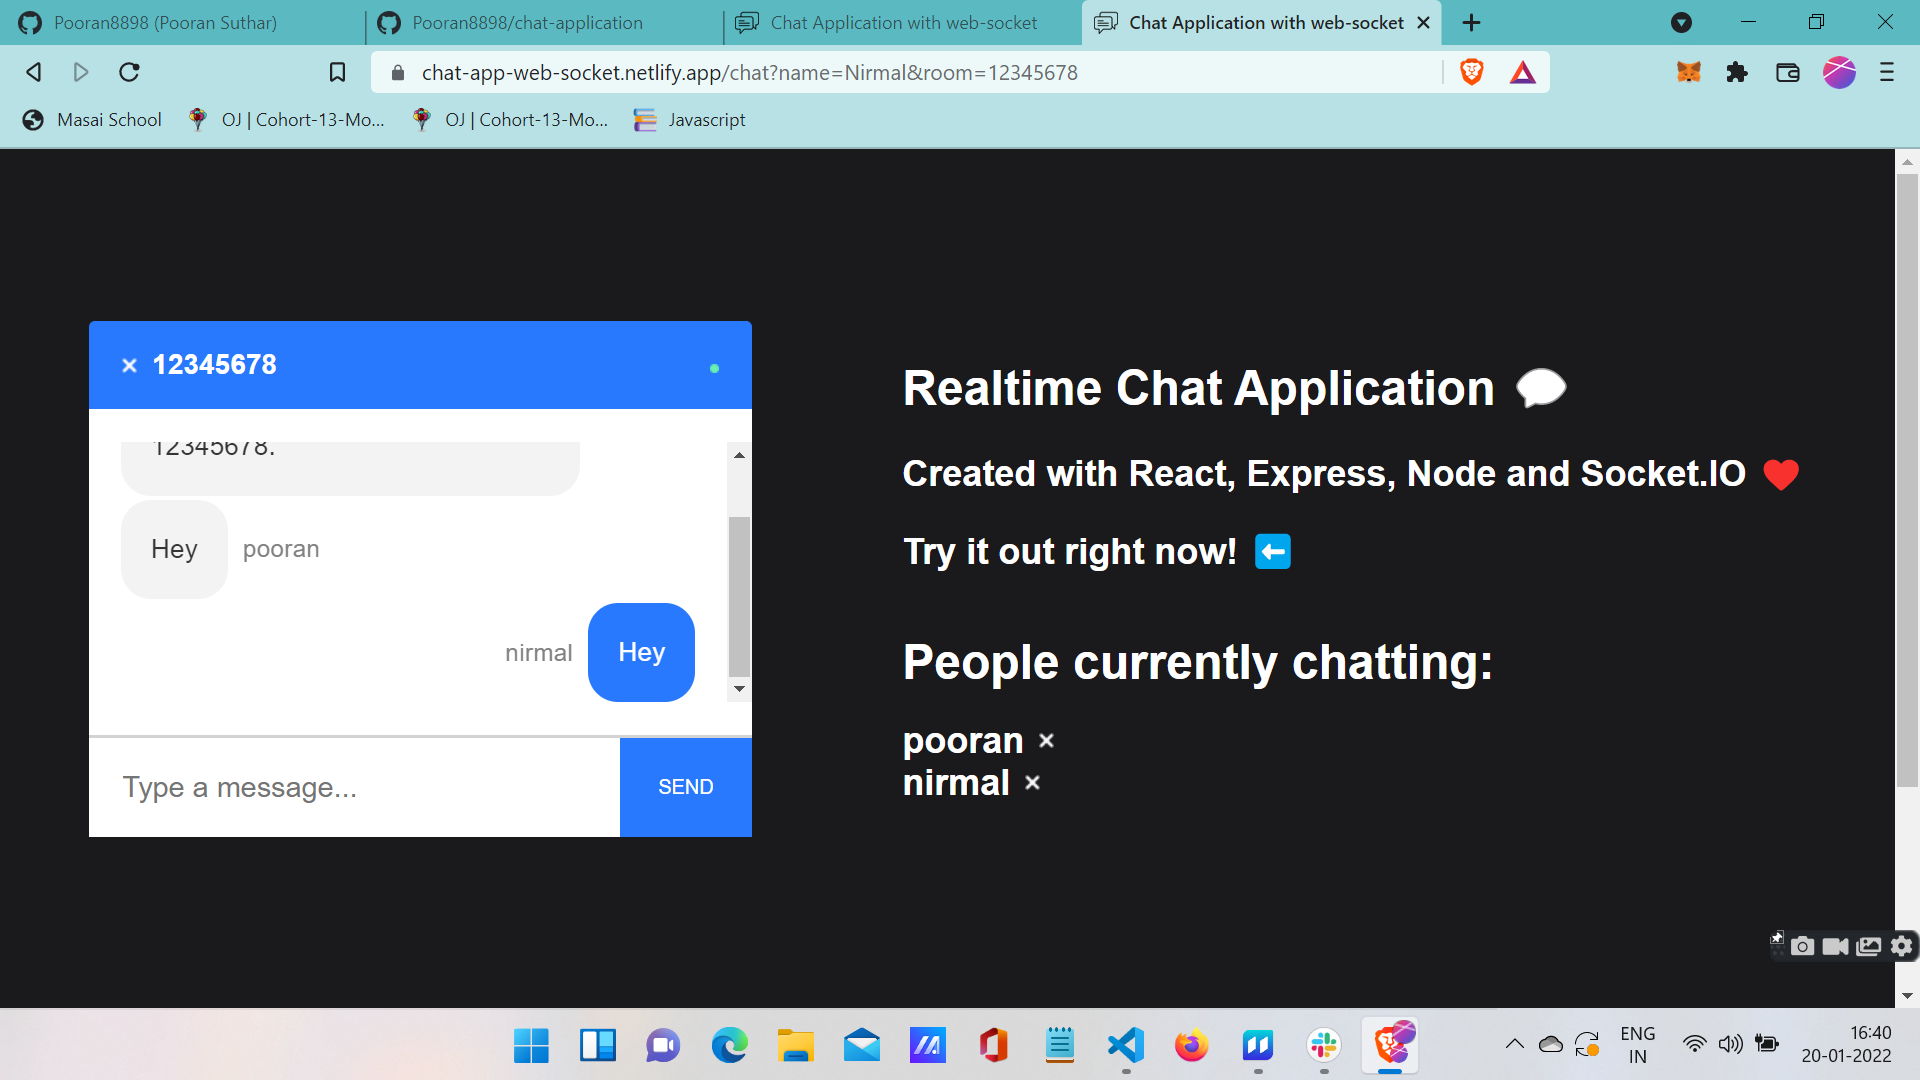 Pooran8898 (Pooran Suthar)
Pooran8898/chat-application
Chat Application with web-socket
Chat Application with web-socket
chat-app-web-socket.netlify.app/chat?name=Nirmal&room=12345678
Masai School
OJ | Cohort-13-Mo...
OJ | Cohort-13-Mo...
Javascript
12345678
12345678.
Hey
pooran
nirmal
Hey
Type a message...
SEND
Realtime Chat Application
Created with React, Express, Node and Socket.IO
Try it out right now!
People currently chatting:
pooran
nirmal
ENG
IN
16:40
20-01-2022